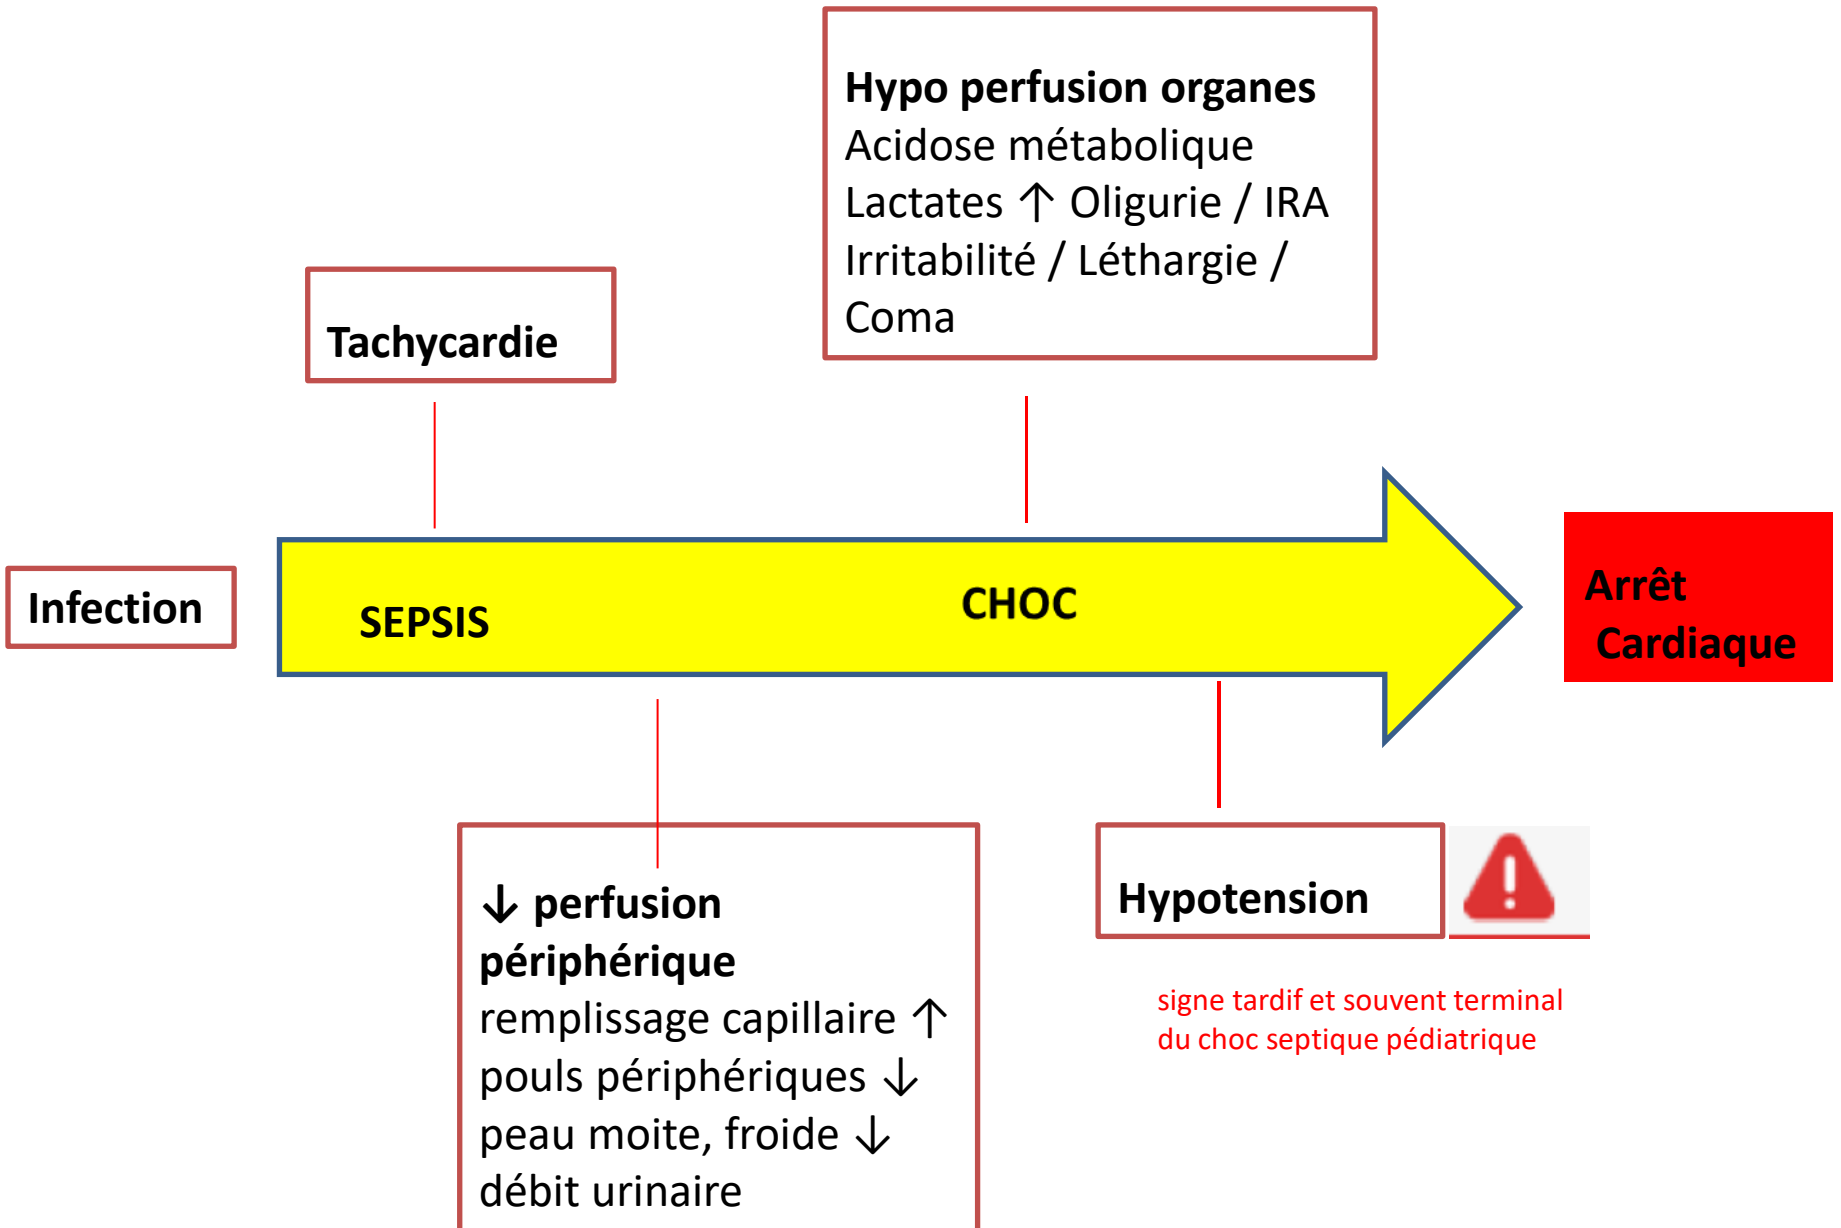 Hypo perfusion organes
Acidose métabolique
Lactates ↑ Oligurie / IRA
Irritabilité / Léthargie /
Coma
Tachycardie
Infection
SEPSIS
CHOC
Arrêt
Cardiaque
↓ perfusion
périphérique
remplissage capillaire ↑
pouls périphériques ↓
peau moite, froide ↓
débit urinaire
Hypotension
signe tardif et souvent terminal
du choc septique pédiatrique